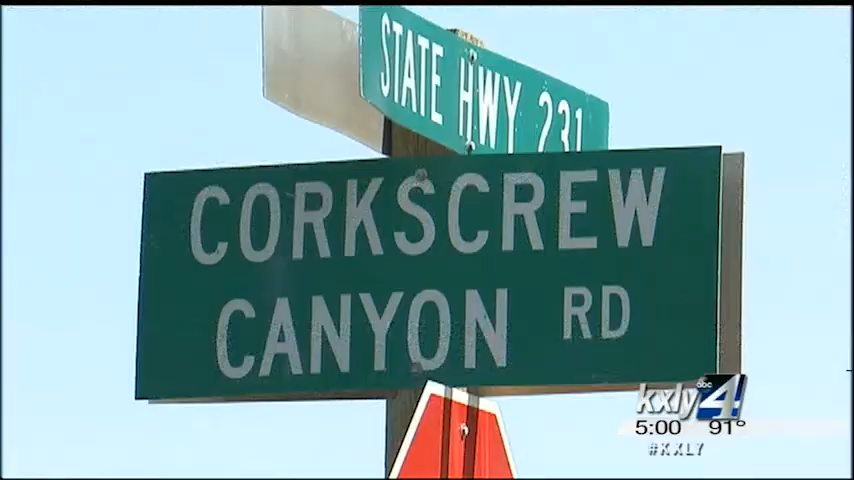 STATE HWY 231
CORKSCREW
CANYON RD
kxly abc 4
5:00 91°
#KXLY